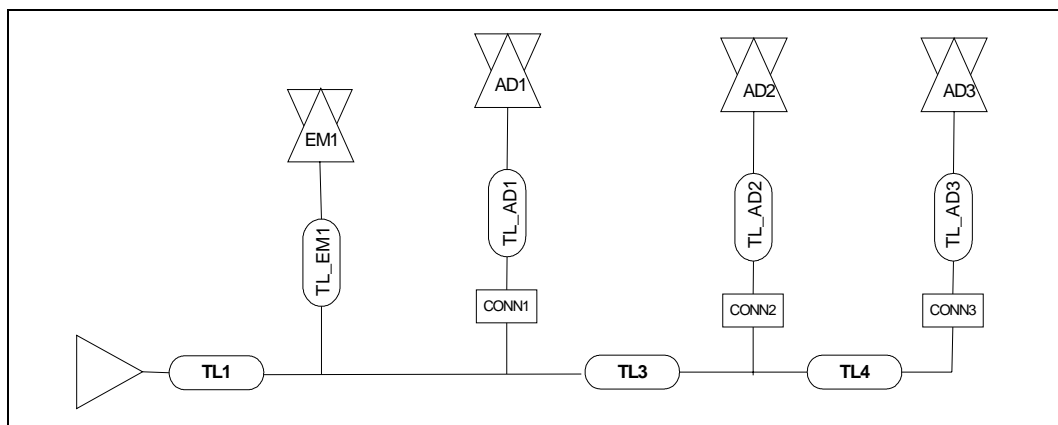 AD1
AD2
AD3
EM1
TL_AD1
TL_AD2
TL_AD3
TL_EM1
CONN1
CONN2
CONN3
TL1
TL3
TL4